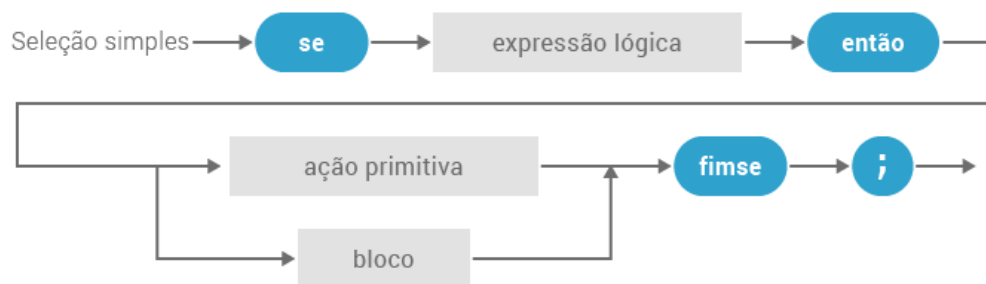 Seleção simples se expressão lógica então
ação primitiva fimse ;
bloco